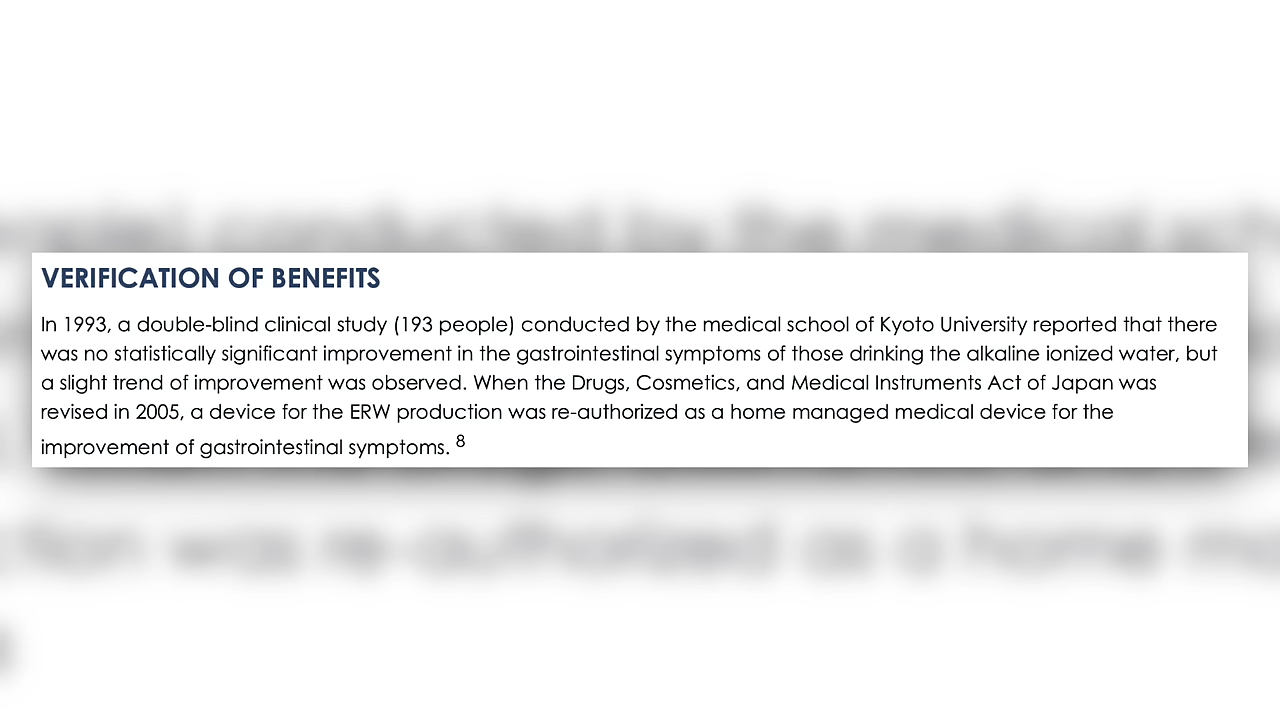 VERIFICATION OF BENEFITS
In 1993, a double-blind clinical study (193 people) conducted by the medical school of Kyoto University reported that there
was no statistically significant improvement in the gastrointestinal symptoms of those drinking the alkaline ionized water, but
a slight trend of improvement was observed. When the Drugs, Cosmetics, and Medical Instruments Act of Japan was
revised in 2005, a device for the ERW production was re-authorized as a home managed medical device for the
improvement of gastrointestinal symptoms. 8